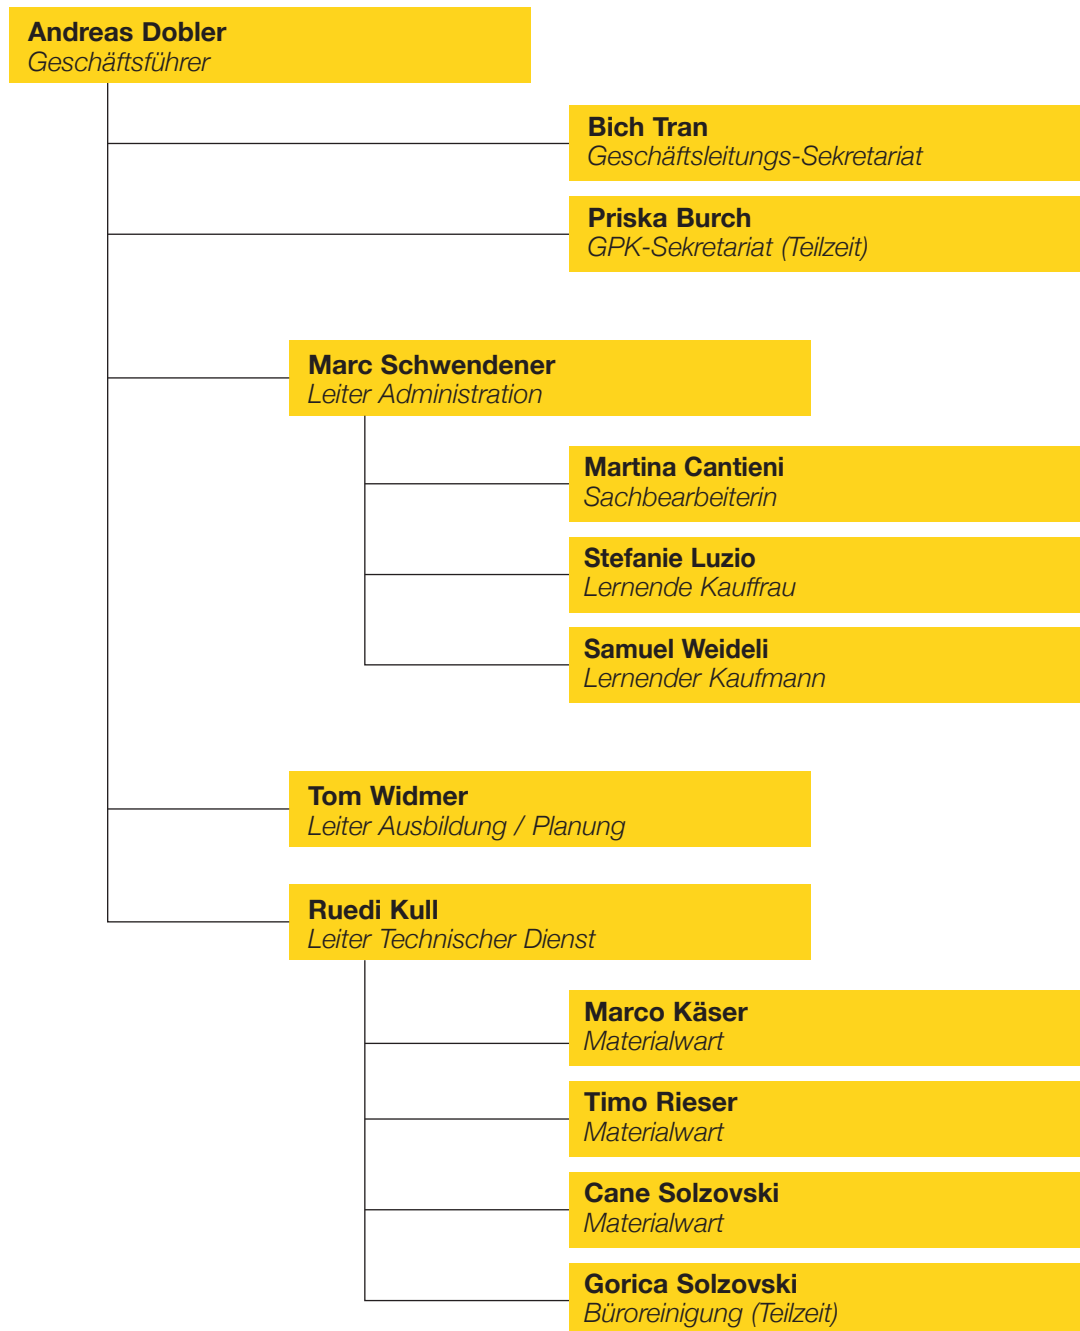 Andreas Dobler
Geschäftsführer
Bich Tran
Geschäftsleitungs-Sekretariat
Priska Burch
GPK-Sekretariat (Teilzeit)
Marc Schwendener
Leiter Administration
Martina Cantieni
Sachbearbeiterin
Stefanie Luzio
Lernende Kauffrau
Samuel Weideli
Lernender Kaufmann
Tom Widmer
Leiter Ausbildung / Planung
Ruedi Kull
Leiter Technischer Dienst
Marco Käser
Materialwart
Timo Rieser
Materialwart
Cane Solzovski
Materialwart
Gorica Solzovski
Büroreinigung (Teilzeit)